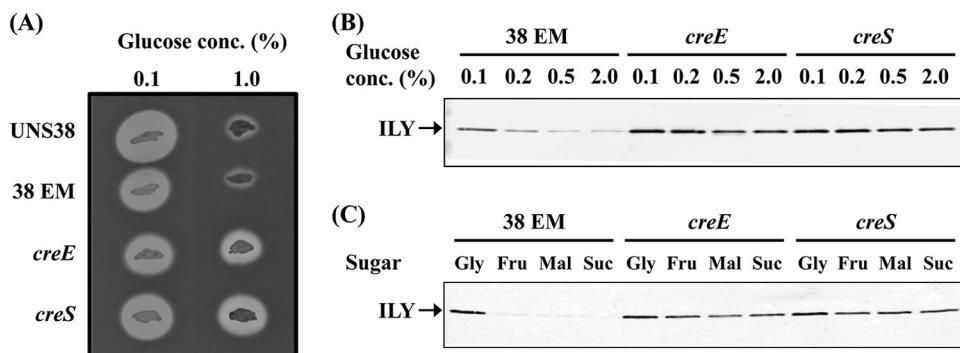 (A)
Glucose conc. (%)
0.1 1.0
UNS38
38 EM
creE
creS
(B)
38 EM creE creS
Glucose
conc. (%) 0.1 0.2 0.5 2.0 0.1 0.2 0.5 2.0 0.1 0.2 0.5 2.0
ILY→
(C)
38 EM creE creS
Sugar Gly Fru Mal Suc Gly Fru Mal Suc Gly Fru Mal Suc
ILY→